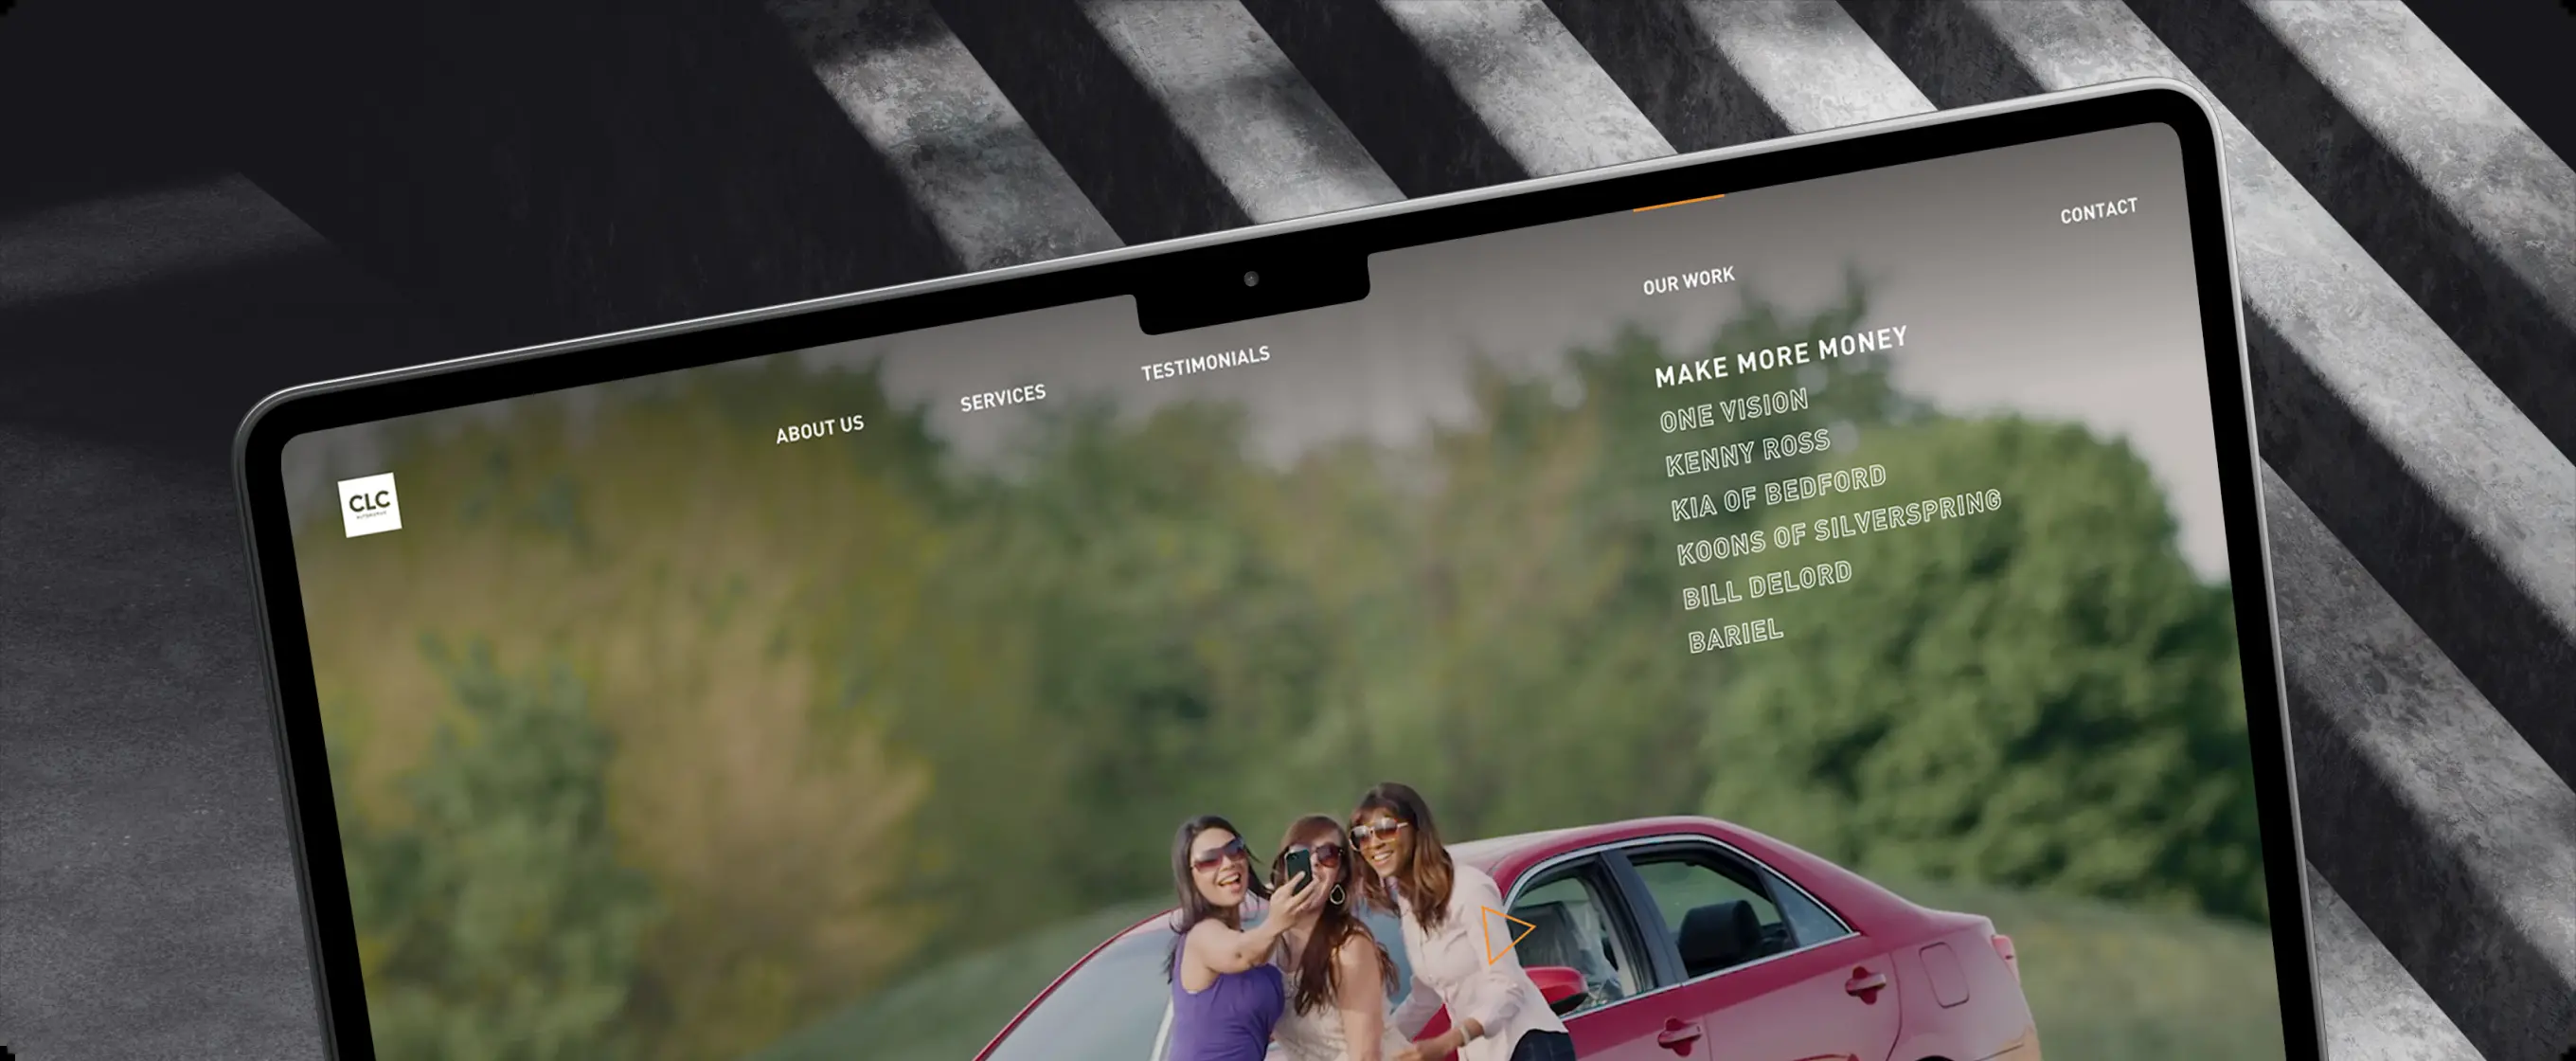 ABOUT US
SERVICES
TESTIMONIALS
OUR WORK
CONTACT
CLC
MAKE MORE MONEY
ONE VISION
KENNY ROSS
KIA OF BEDFORD
KOONS OF SILVERSPRING
BILL DELORD
BARIEL